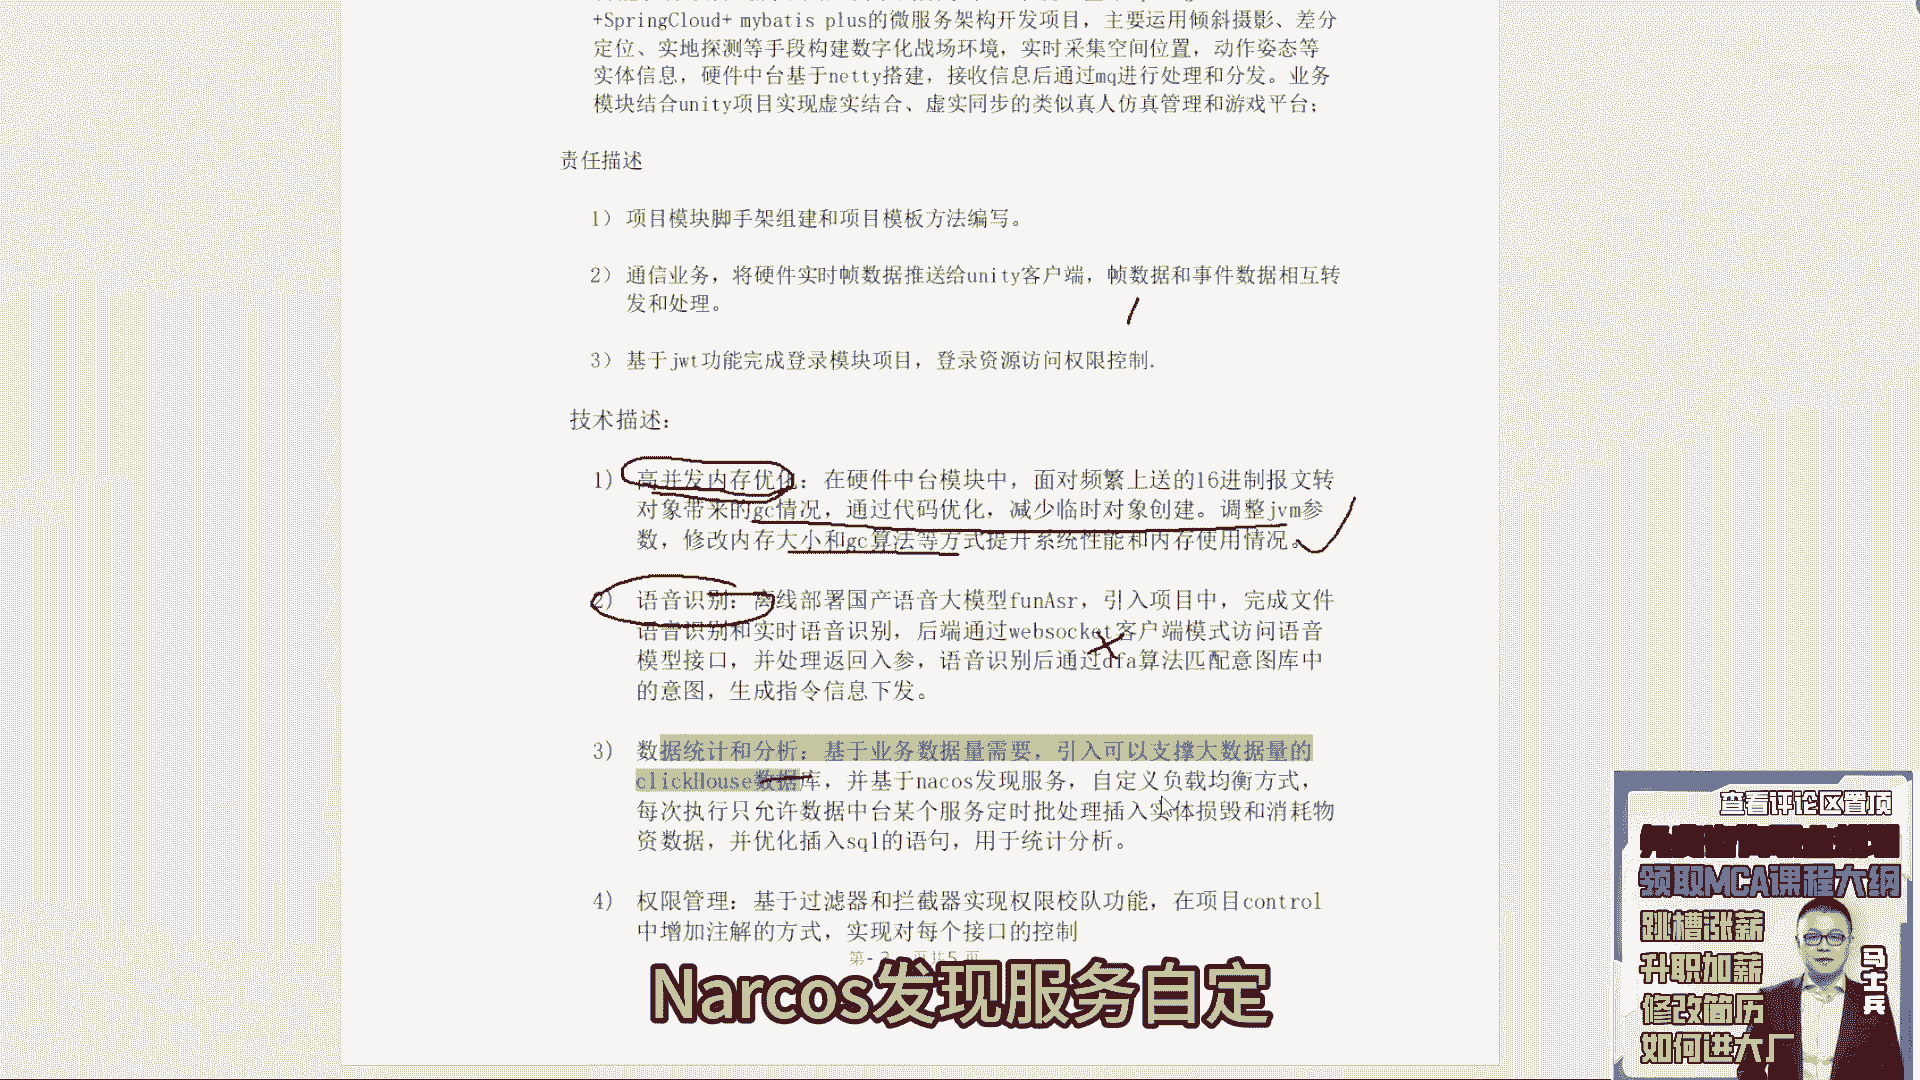 +SpringCloud+ mybatis plus的微服务架构开发项目，主要运用倾斜摄影、差分
定位、实地探测等手段构建数字化战场环境，实时采集空间位置，动作姿态等
实体信息，硬件中台基于netty搭建，接收信息后通过mq进行处理和分发。业务
模块结合unity项目实现虚实结合、虚实同步的类似真人仿真管理和游戏平台；
责任描述
1） 项目模块脚手架组建和项目模板方法编写。
2） 通信业务，将硬件实时帧数据推送给unity客户端，帧数据和事件数据相互转
发和处理。
3） 基于jwt功能完成登录模块项目，登录资源访问权限控制.
技术描述：
1） 高并发内存优化：在硬件中台模块中，面对频繁上送的16进制报文转
对象带来的gc情况，通过代码优化，减少临时对象创建。调整jvm参
数，修改内存大小和gc算法等方式提升系统性能和内存使用情况。
2） 语音识别：离线部署国产语音大模型funAsr，引入项目中，完成文件
语音识别和实时语音识别，后端通过websocket客户端模式访问语音
模型接口，并处理返回入参，语音识别后通过dfa算法匹配意图库中
的意图，生成指令信息下发。
3） 数据统计和分析：基于业务数据量需要，引入可以支撑大数据量的
clickHouse数据库，并基于nacos发现服务，自定义负载均衡方式，
每次执行只允许数据中台某个服务定时批处理插入实体损毁和消耗物
资数据，并优化插入sql的语句，用于统计分析。
4） 权限管理：基于过滤器和拦截器实现权限校队功能，在项目control
中增加注解的方式，实现对每个接口的控制
Narcos发现服务自定
查看评论区置顶
领取MCA课程大纲
跳槽涨薪
升职加薪
修改简历
如何进大厂
马士兵